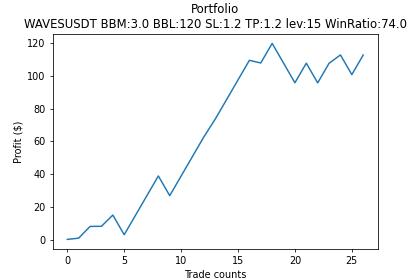 Portfolio
WAVESUSDT BBM:3.0 BBL:120 SL:1.2 TP:1.2 lev:15 WinRatio:74.0
120
100
80
60
40
20
0
Profit ($)
0 5 10 15 20 25
Trade counts